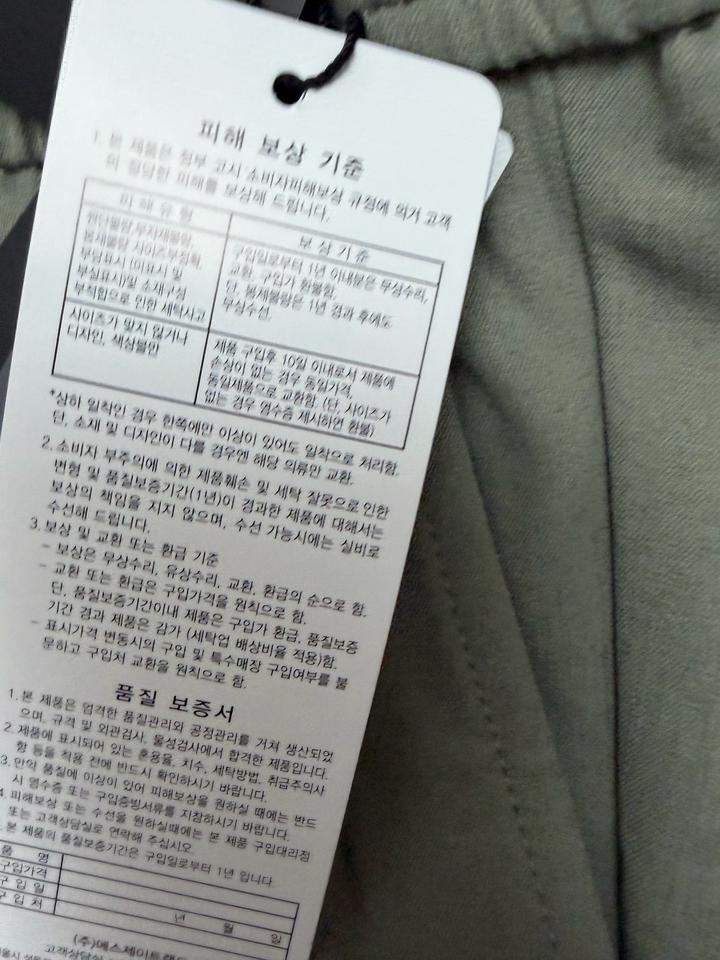 피해 보상 기준
1. 본 제품은 정부 고시 소비자피해보상 규정에 의거 고객
의 정당한 피해를 보상해 드립니다.
피 해 유 형
보 상 기 준
원단불량,부자재불량,
봉제불량 사이즈부정확,
부당표시 (미표시 및
부실표시)및 소재구성
부적합으로 인한 세탁사고
구입일로부터 1년 이내분은 무상수리,
교환, 구입가 환불함.
단, 봉제불량은 1년 경과 후에도
무상수선.
사이즈가 맞지 않거나
디자인, 색상불만
제품 구입후 10일 이내로서 제품에
손상이 없는 경우 동일가격,
동일제품으로 교환함. (단, 사이즈가
없는 경우 영수증 제시하면 환불)
*상하 일착인 경우 한쪽에만 이상이 있어도 일착으로 처리함.
단, 소재 및 디자인이 다를 경우엔 해당 의류만 교환.
2. 소비자 부주의에 의한 제품훼손 및 세탁 잘못으로 인한
변형 및 품질보증기간(1년)이 경과한 제품에 대해서는
보상의 책임을 지지 않으며, 수선 가능시에는 실비로
수선해 드립니다.
3. 보상 및 교환 또는 환급 기준
- 보상은 무상수리, 유상수리, 교환, 환급의 순으로 함.
- 교환 또는 환급은 구입가격을 원칙으로 함.
단, 품질보증기간이내 제품은 구입가 환급, 품질보증
기간 경과 제품은 감가 (세탁업 배상비율 적용)함.
- 표시가격 변동시의 구입 및 특수매장 구입여부를 불
문하고 구입처 교환을 원칙으로 함.
품질 보증서
1. 본 제품은 엄격한 품질관리와 공정관리를 거쳐 생산되었
으며, 규격 및 외관검사, 물성검사에서 합격한 제품입니다.
2. 제품에 표시되어 있는 혼용율, 치수, 세탁방법, 취급주의사
항 등을 착용 전에 반드시 확인하시기 바랍니다.
3. 만약 품질에 이상이 있어 피해보상을 원하실 때에는 반드
시 영수증 또는 구입증빙서류를 지참하시기 바랍니다.
4. 피해보상 또는 수선을 원하실때에는 본 제품 구입대리점
또는 고객상담실로 연락해 주십시오.
본 제품의 품질보증기간은 구입일로부터 1년 입니다.
품 명
구입가격
구 입 일
년 월 일
구 입 처
(주)에스제이트렌드
고객상담실